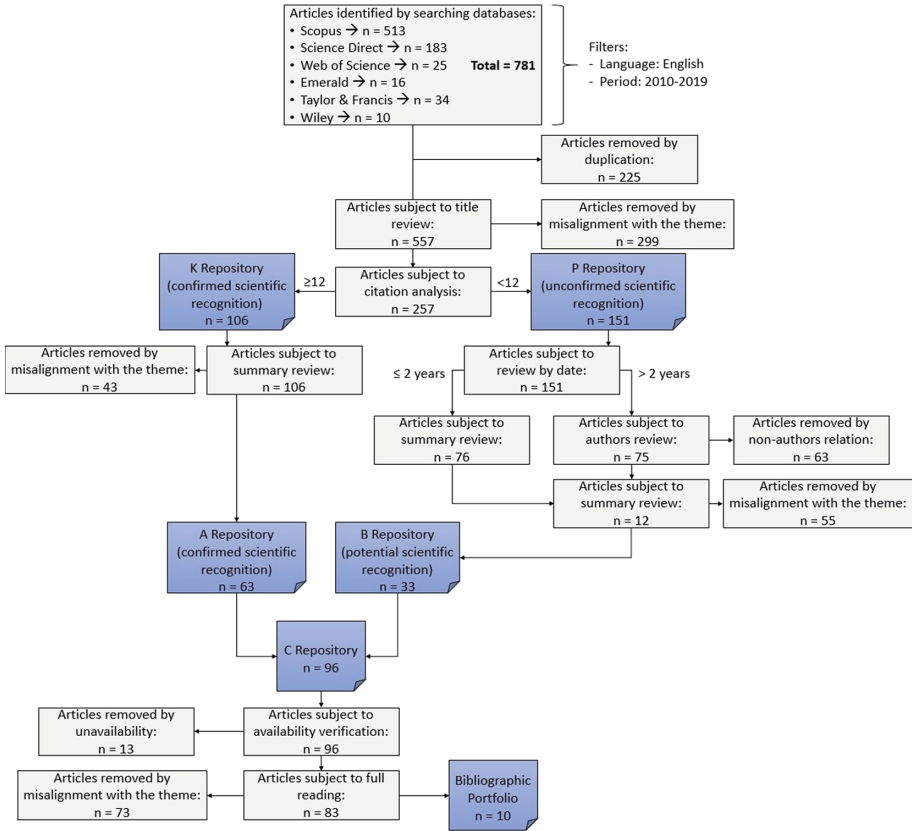 Articles identified by searching databases:
• Scopus → n = 513
• Science Direct → n = 183
• Web of Science → n = 25
Total = 781
• Emerald → n = 16
• Taylor & Francis → n = 34
• Wiley → n = 10
Filters:
- Language: English
- Period: 2010-2019
Articles removed by
duplication:
n = 225
Articles subject to title
review:
n = 557
Articles removed by
misalignment with the theme:
n = 299
K Repository
(confirmed scientific
recognition)
n = 106
≥12
Articles subject to
citation analysis:
n = 257
<12
P Repository
(unconfirmed scientific
recognition)
n = 151
Articles removed by
misalignment with the theme:
n = 43
Articles subject to
summary review:
n = 106
≤ 2 years
Articles subject to
review by date:
n = 151
> 2 years
Articles subject to
summary review:
n = 76
Articles subject to
authors review:
n = 75
Articles removed by
non-authors relation:
n = 63
Articles subject to
summary review:
n = 12
Articles removed by
misalignment with the theme:
n = 55
A Repository
(confirmed scientific
recognition)
n = 63
B Repository
(potential scientific
recognition)
n = 33
C Repository
n = 96
Articles removed by
unavailability:
n = 13
Articles subject to
availability verification:
n = 96
Articles removed by
misalignment with the theme:
n = 73
Articles subject to full
reading:
n = 83
Bibliographic
Portfolio
n = 10